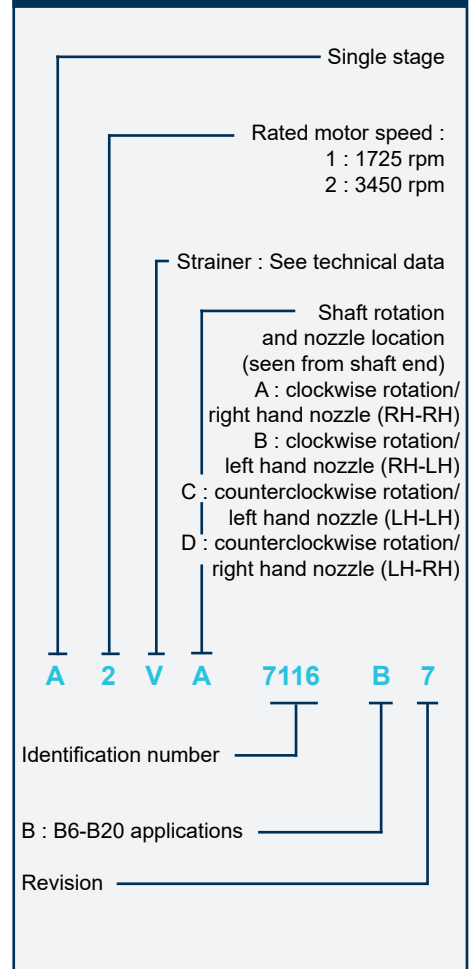 Single stage
Rated motor speed :
1 : 1725 rpm
2 : 3450 rpm
Strainer : See technical data
Shaft rotation
and nozzle location
(seen from shaft end)
A : clockwise rotation/
right hand nozzle (RH-RH)
B : clockwise rotation/
left hand nozzle (RH-LH)
C : counterclockwise rotation/
left hand nozzle (LH-LH)
D : counterclockwise rotation/
right hand nozzle (LH-RH)
A 2 V A 7116 B 7
Identification number
B : B6-B20 applications
Revision